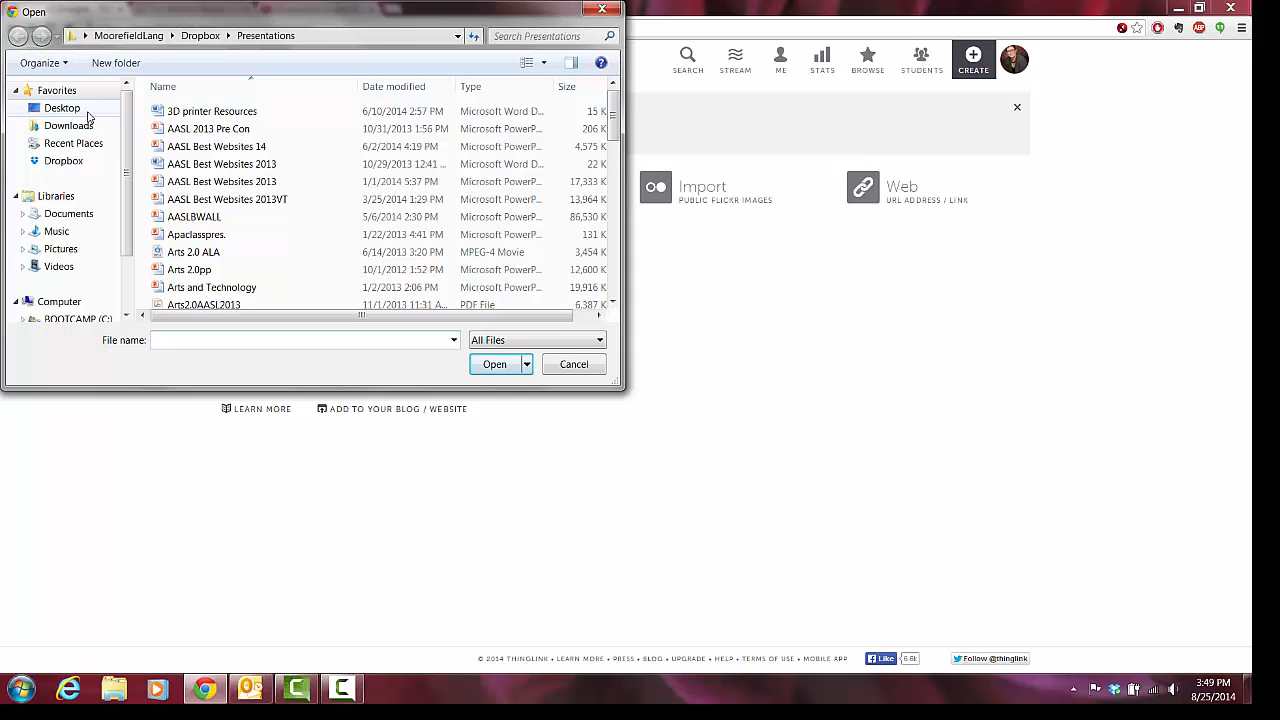 Open
MoorefieldLang Dropbox Presentations
Search Presentations
Organize New folder
Favorites
Desktop
Downloads
Recent Places
Dropbox
Libraries
Documents
Music
Pictures
Videos
Computer
BOOTCAMP (C:)
Name Date modified Type Size
3D printer Resources 6/10/2014 2:57 PM Microsoft Word D... 15 K
AASL 2013 Pre Con 10/31/2013 1:56 PM Microsoft PowerP... 206 K
AASL Best Websites 14 6/2/2014 4:19 PM Microsoft PowerP... 4,575 K
AASL Best Websites 2013 10/29/2013 12:41 ... Microsoft Word D... 22 K
AASL Best Websites 2013 1/1/2014 5:37 PM Microsoft PowerP... 17,333 K
AASL Best Websites 2013VT 3/25/2014 1:29 PM Microsoft PowerP... 13,964 K
AASLBWALL 5/6/2014 2:30 PM Microsoft PowerP... 86,530 K
Apaclasspres. 1/22/2013 4:41 PM Microsoft PowerP... 131 K
Arts 2.0 ALA 6/14/2013 3:20 PM MPEG-4 Movie 3,454 K
Arts 2.0pp 10/1/2012 1:52 PM Microsoft PowerP... 12,600 K
Arts and Technology 1/2/2013 2:06 PM Microsoft PowerP... 19,916 K
Arts2.0AASL2013 11/1/2013 11:31 A... PDF File 6,387 K
File name: All Files
Open Cancel
SEARCH STREAM ME STATS BROWSE STUDENTS CREATE
Import
PUBLIC FLICKR IMAGES
Web
URL ADDRESS / LINK
LEARN MORE ADD TO YOUR BLOG / WEBSITE
© 2014 THINGLINK • LEARN MORE • PRESS • BLOG • UPGRADE • HELP • TERMS OF USE • MOBILE APP
Like 6.6k
Follow @thinglink
3:49 PM
8/25/2014